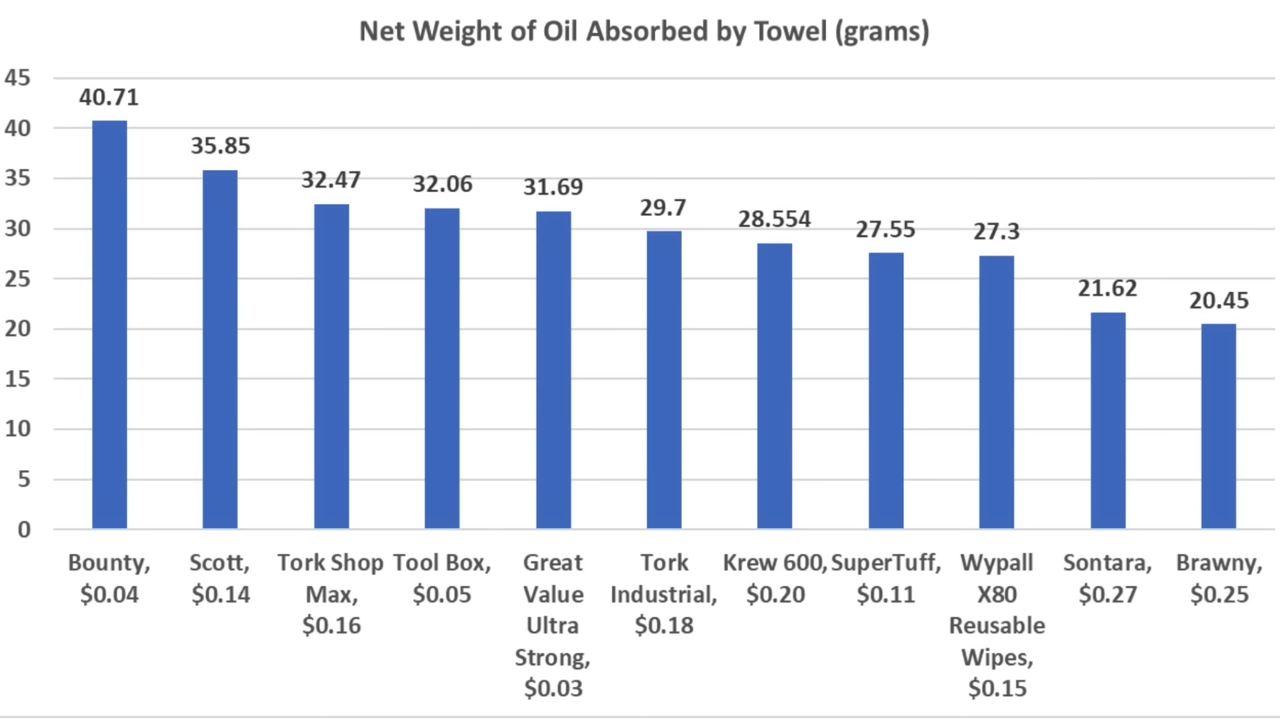 Net Weight of Oil Absorbed by Towel (grams)
45
40
35
30
25
20
15
10
5
0
40.71
35.85
32.47
32.06
31.69
29.7
28.554
27.55
27.3
21.62
20.45
Bounty,
$0.04
Scott,
$0.14
Tork Shop
Max,
$0.16
Tool Box,
$0.05
Great
Value
Ultra
Strong,
$0.03
Tork
Industrial,
$0.18
Krew 600,
$0.20
SuperTuff,
$0.11
Wypall
X80
Reusable
Wipes,
$0.15
Sontara,
$0.27
Brawny,
$0.25